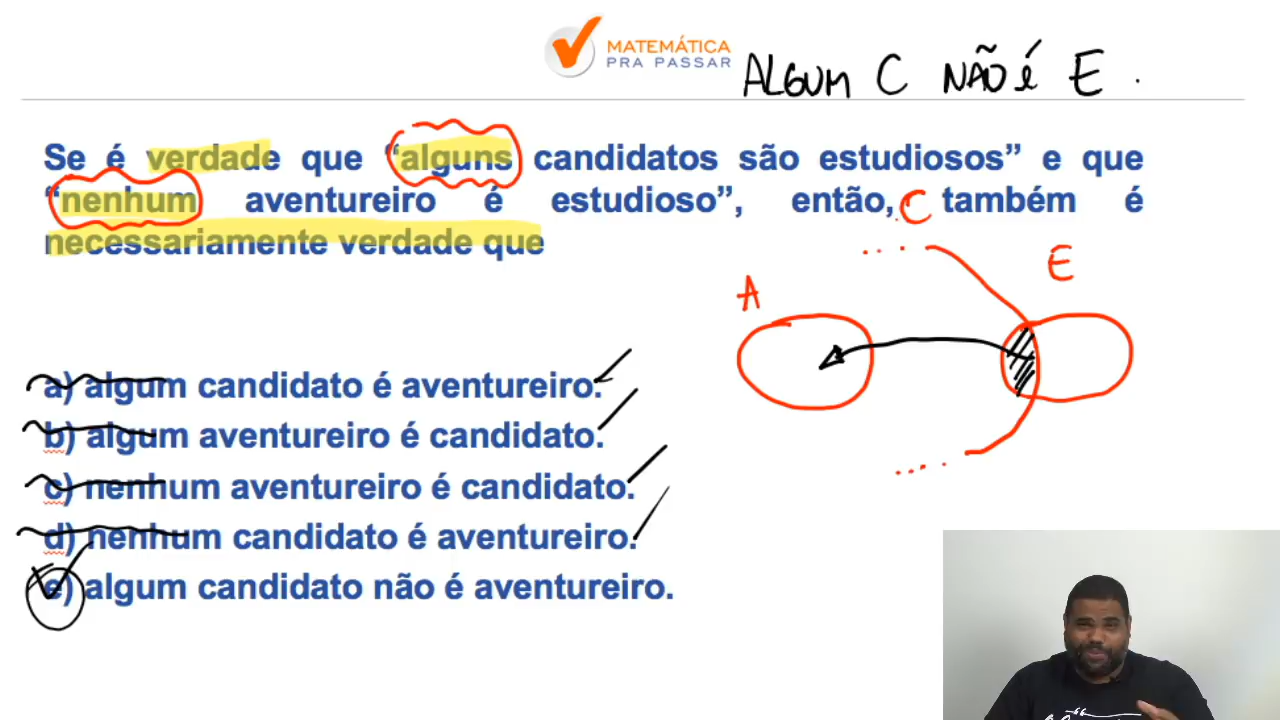 MATEMÁTICA
PRA PASSAR
ALGUM C NÃO É E.
Se é verdade que “alguns candidatos são estudiosos” e que
“nenhum aventureiro é estudioso”, então, também é
necessariamente verdade que
C
E
A
a) algum candidato é aventureiro.
b) algum aventureiro é candidato.
c) nenhum aventureiro é candidato.
d) nenhum candidato é aventureiro.
e) algum candidato não é aventureiro.